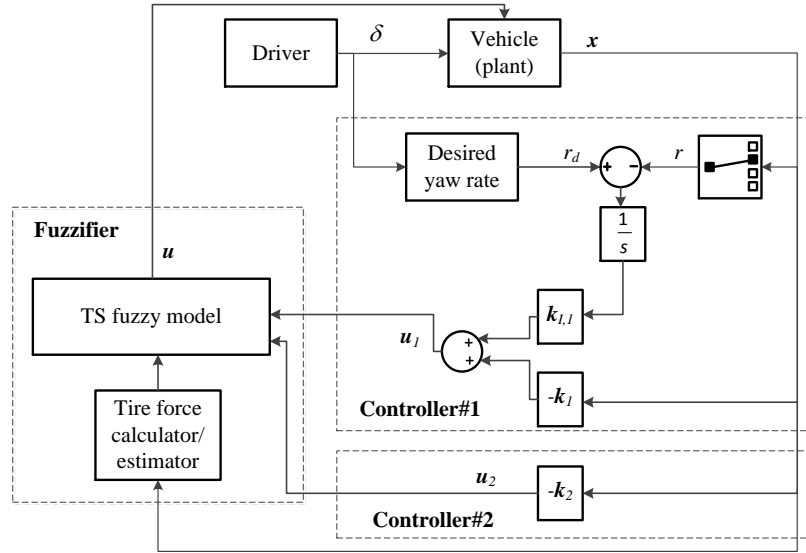 Driver
δ
Vehicle
(plant)
x
Desired
yaw rate
r_d
+
-
r
1
s
Fuzzifier
u
TS fuzzy model
u_1
+
+
k_{I,1}
-k_1
Controller#1
Tire force
calculator/
estimator
u_2
-k_2
Controller#2